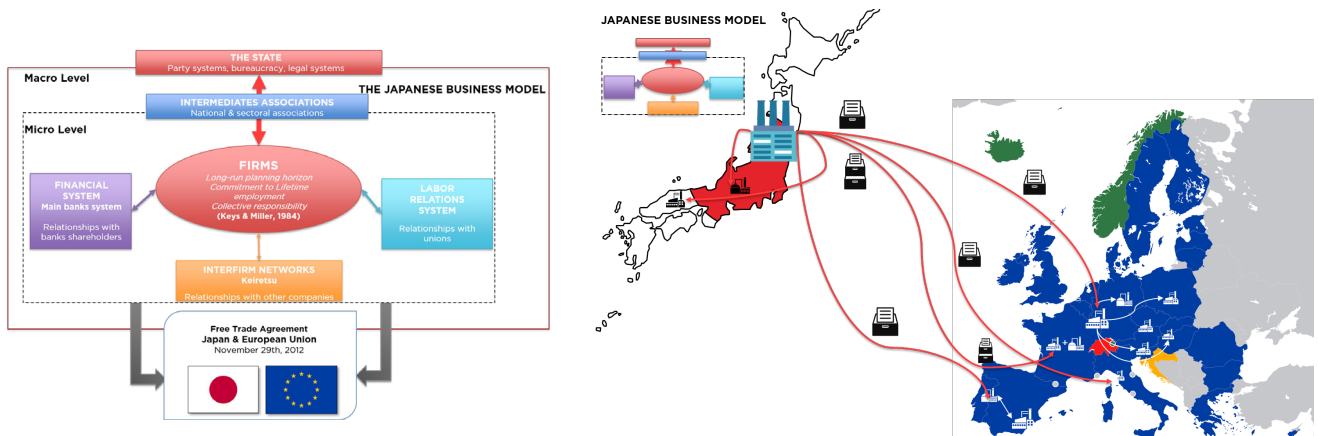 THE STATE
Party systems, bureaucracy, legal systems
Macro Level
THE JAPANESE BUSINESS MODEL
INTERMEDIATES ASSOCIATIONS
National & sectoral associations
Micro Level
FIRMS
Long-run planning horizon
Commitment to Lifetime
employment
Collective responsibility
(Keys & Miller, 1984)
FINANCIAL
SYSTEM
Main banks system
Relationships with
banks shareholders
LABOR
RELATIONS
SYSTEM
Relationships with
unions
INTERFIRM NETWORKS
Keiretsu
Relationships with other companies
Free Trade Agreement
Japan & European Union
November 29th, 2012
JAPANESE BUSINESS MODEL
+